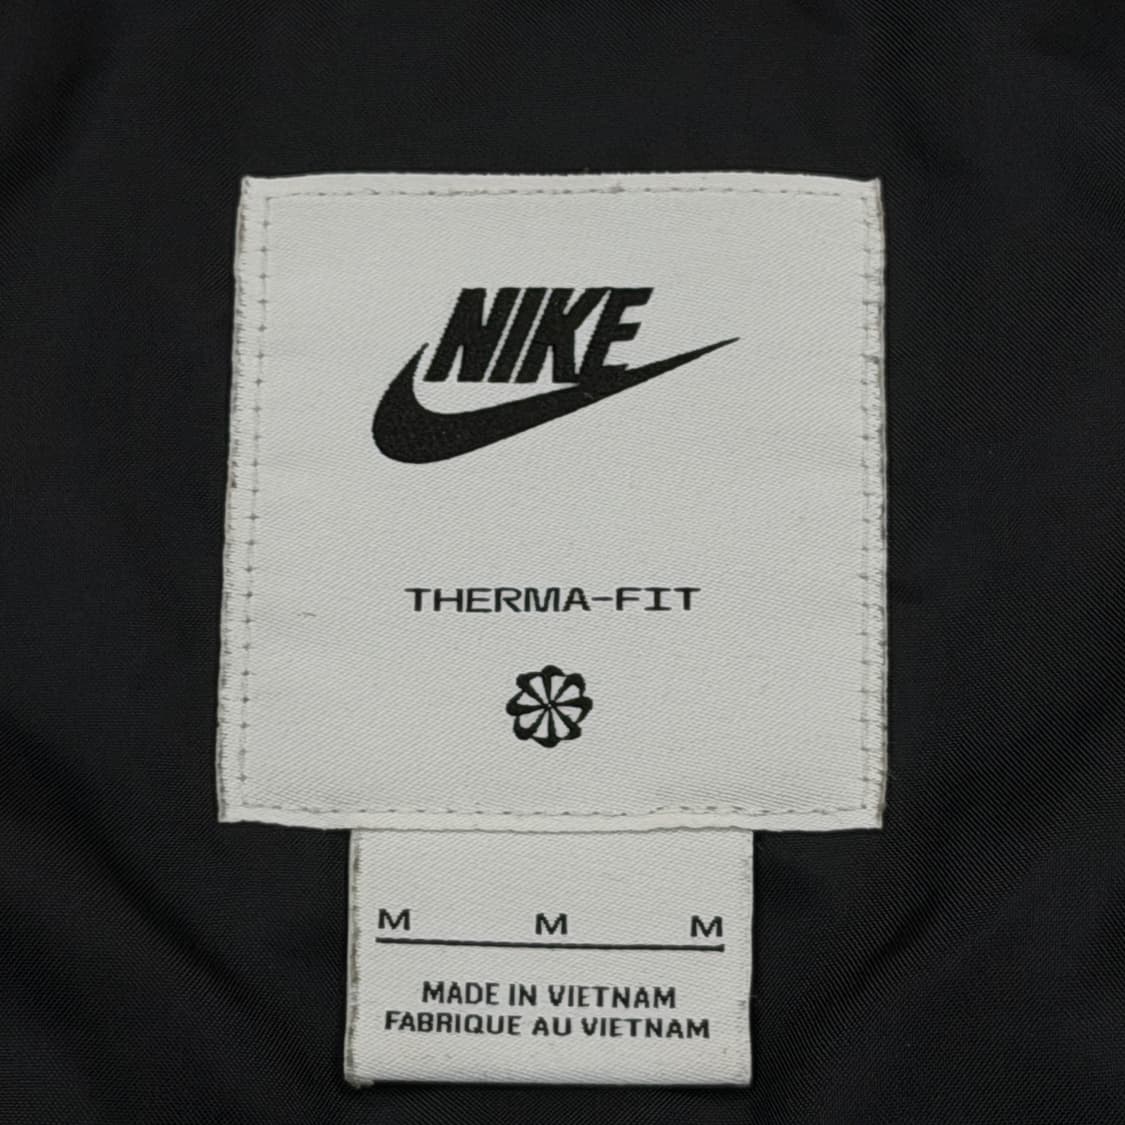 NIKE
THERMA-FIT
M M M
MADE IN VIETNAM
FABRIQUE AU VIETNAM